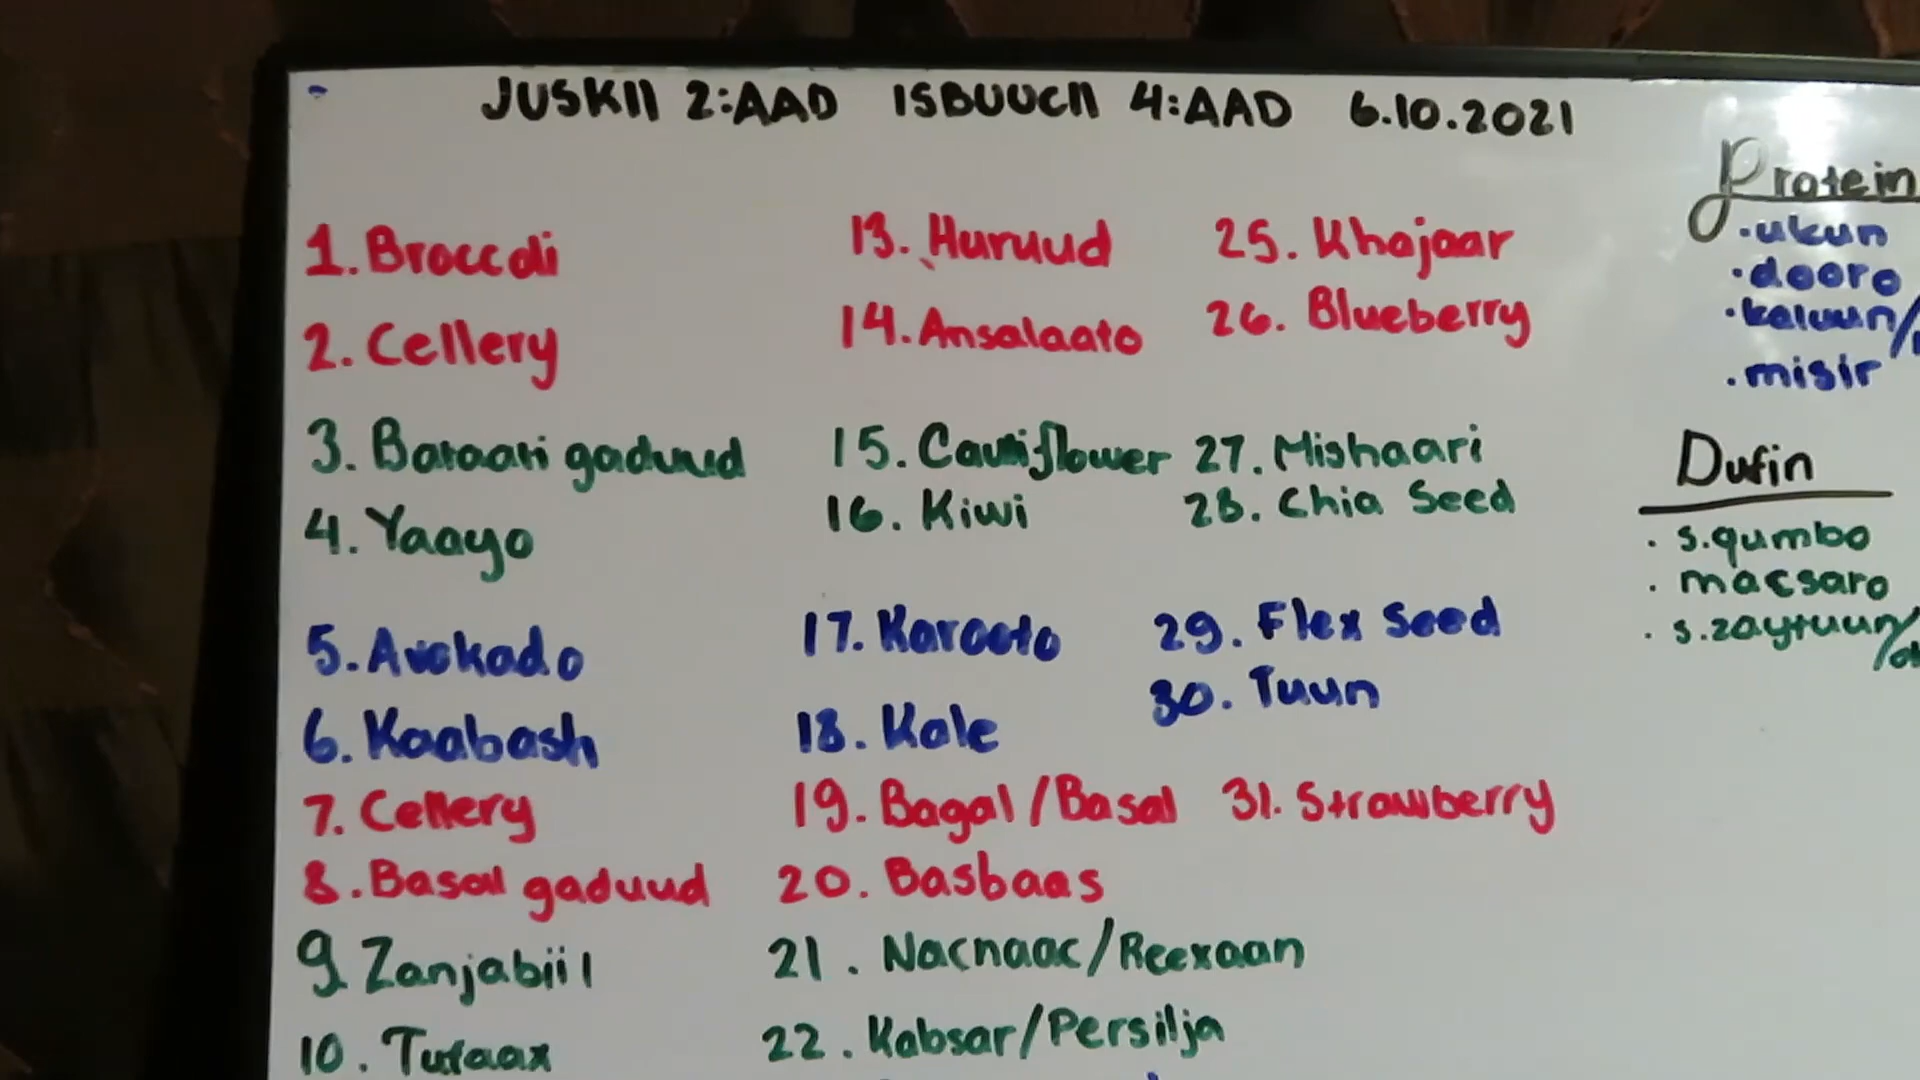 JUSKII 2:AAD ISBUUCII 4:AAD 6.10.2021
1. Broccoli
2. Cellery
3. Baraari gaduud
4. Yaayo
5. Avokado
6. Kaabash
7. Cellery
8. Basal gaduud
9. Zanjabiil
10. Tufaax
13. Huruud
14. Ansalaato
15. Cauliflower
16. Kiwi
17. Karooto
18. Kale
19. Bagal/Basal
20. Basbaas
21. Nacnaac/Reexaan
22. Kabsar/Persilja
25. Khajaar
26. Blueberry
27. Mishaari
28. Chia Seed
29. Flex Seed
30. Tuun
31. Strawberry
Protein
. ukun
. dooro
. kaluun/
. misir
Dufin
. s.qumbo
. macsaro
. s.zaytuun/